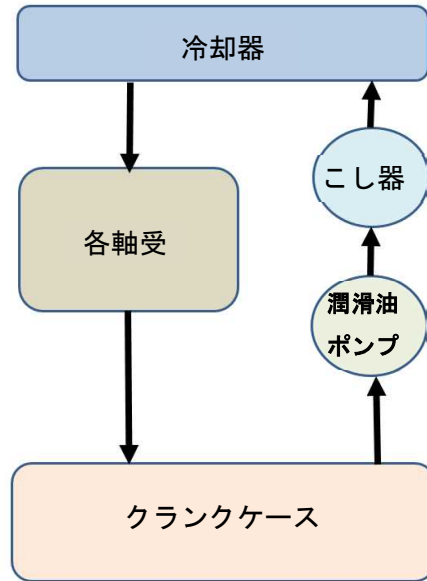 冷却器
こし器
各軸受
潤滑油
ポンプ
クランクケース